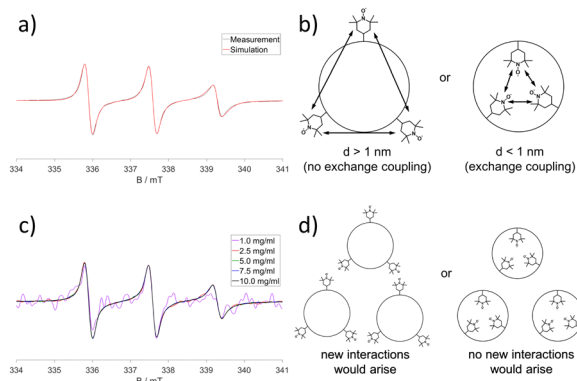 a)
Measurement
Simulation
334 335 336 337 338 339 340 341
B / mT
b)
or
d > 1 nm
(no exchange coupling)
d < 1 nm
(exchange coupling)
c)
1.0 mg/ml
2.5 mg/ml
5.0 mg/ml
7.5 mg/ml
10.0 mg/ml
334 335 336 337 338 339 340 341
B / mT
d)
or
new interactions
would arise
no new interactions
would arise